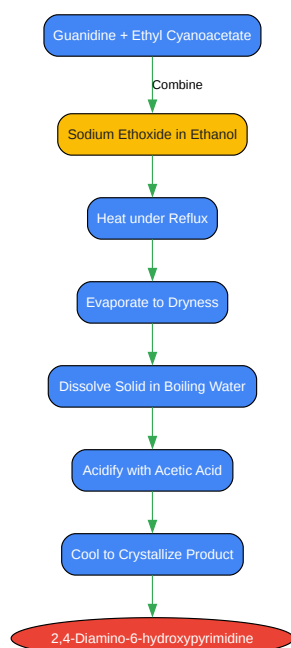 Guanidine + Ethyl Cyanoacetate
Combine
Sodium Ethoxide in Ethanol
Heat under Reflux
Evaporate to Dryness
Dissolve Solid in Boiling Water
Acidify with Acetic Acid
Cool to Crystallize Product
2,4-Diamino-6-hydroxypyrimidine